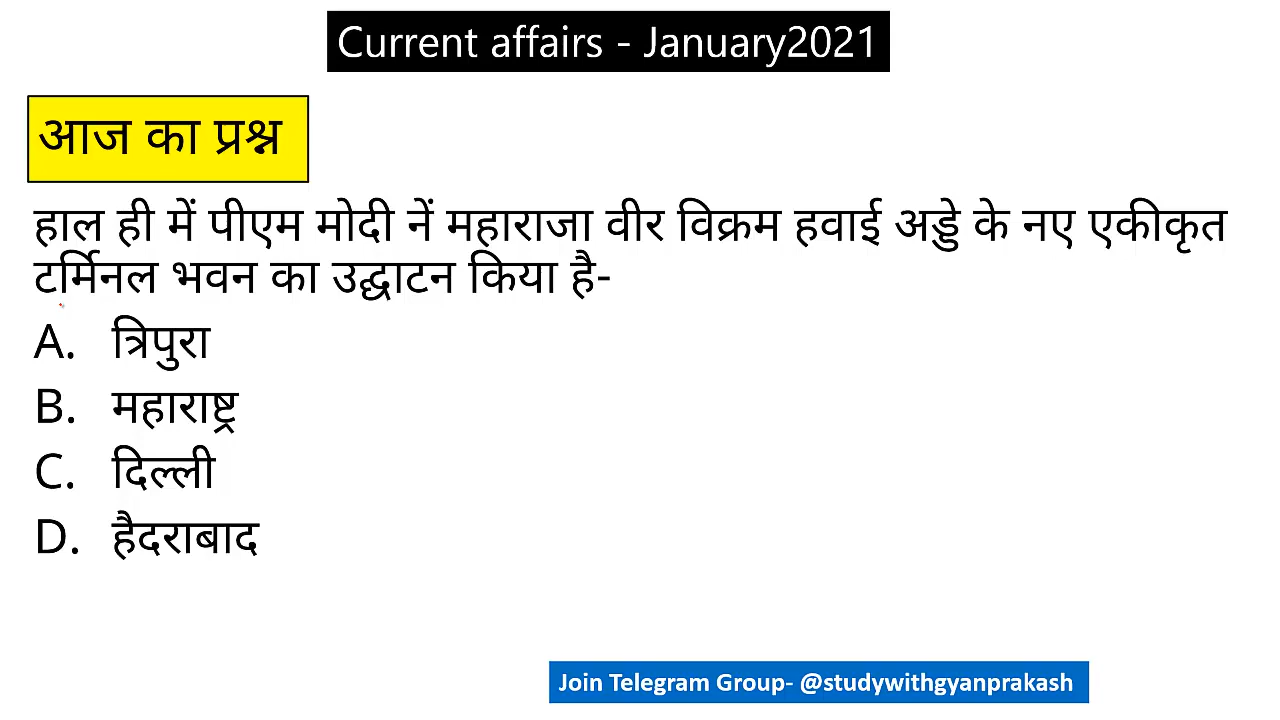 Current affairs - January2021
आज का प्रश्न
हाल ही में पीएम मोदी नें महाराजा वीर विक्रम हवाई अड्डे के नए एकीकृत
टर्मिनल भवन का उद्घाटन किया है-
A. त्रिपुरा
B. महाराष्ट्र
C. दिल्ली
D. हैदराबाद
Join Telegram Group- @studywithgyanprakash